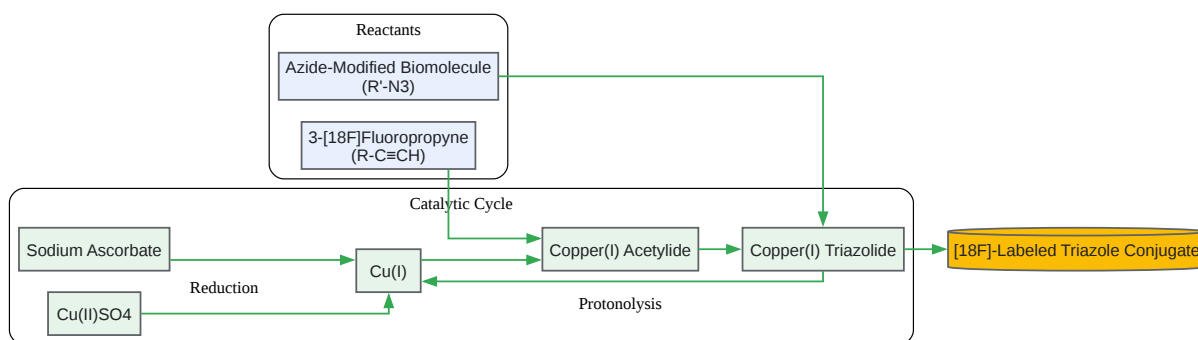 Reactants
Azide-Modified Biomolecule
(R'-N3)
3-[18F]Fluoropropyne
(R-C≡CH)
Catalytic Cycle
Sodium Ascorbate
Copper(I) Acetylide
Copper(I) Triazolide
[18F]-Labeled Triazole Conjugate
Cu(I)
Reduction
Protonolysis
Cu(II)SO4